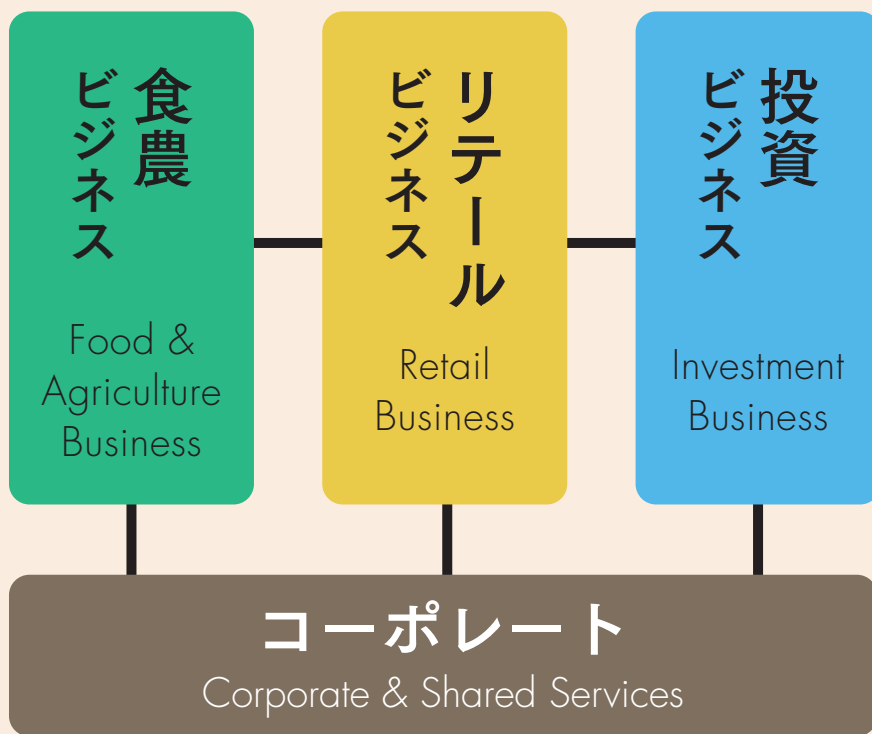 食農
ビジネス
Food &
Agriculture
Business
リテール
ビジネス
Retail
Business
投資
ビジネス
Investment
Business
コーポレート
Corporate & Shared Services